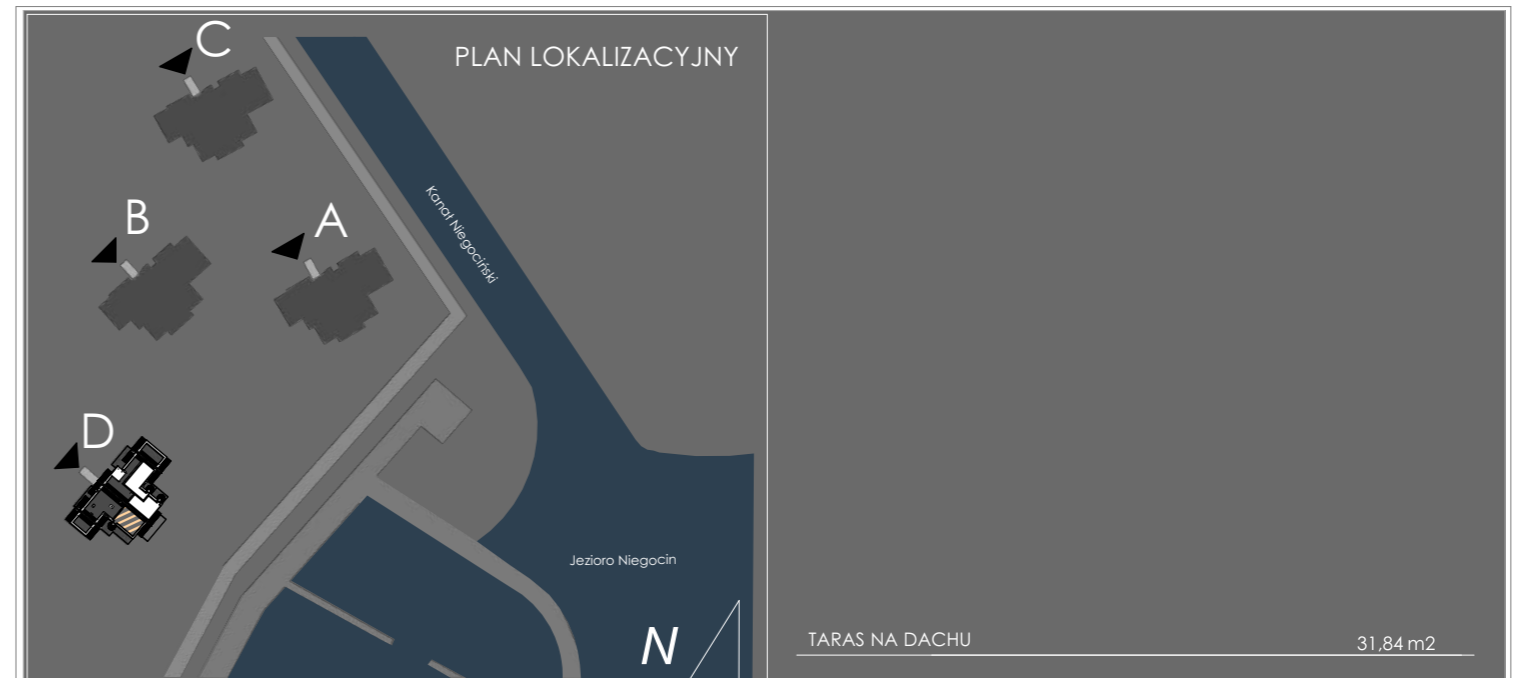 PLAN LOKALIZACYJNY
C
B
A
Kanał Niegociński
D
Jezioro Niegocin
N
TARAS NA DACHU 31,84 m2